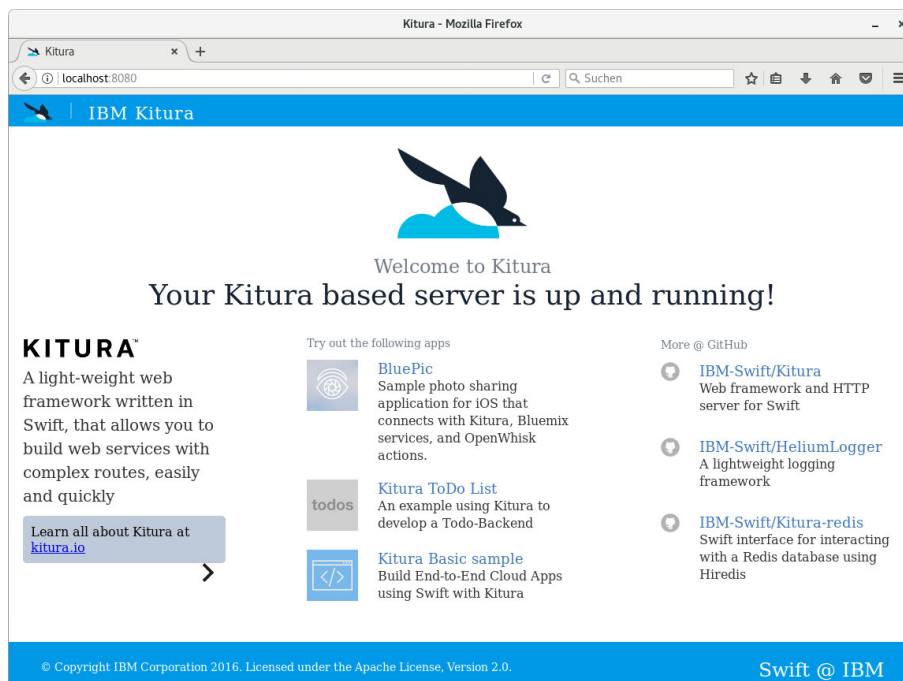 Kitura - Mozilla Firefox
Kitura
localhost:8080
Suchen
IBM Kitura
Welcome to Kitura
Your Kitura based server is up and running!
KITURA™
A light-weight web
framework written in
Swift, that allows you to
build web services with
complex routes, easily
and quickly
Learn all about Kitura at
kitura.io
Try out the following apps
BluePic
Sample photo sharing
application for iOS that
connects with Kitura, Bluemix
services, and OpenWhisk
actions.
todos
Kitura ToDo List
An example using Kitura to
develop a Todo-Backend
</>
Kitura Basic sample
Build End-to-End Cloud Apps
using Swift with Kitura
More @ GitHub
IBM-Swift/Kitura
Web framework and HTTP
server for Swift
IBM-Swift/HeliumLogger
A lightweight logging
framework
IBM-Swift/Kitura-redis
Swift interface for interacting
with a Redis database using
Hiredis
© Copyright IBM Corporation 2016. Licensed under the Apache License, Version 2.0.
Swift @ IBM